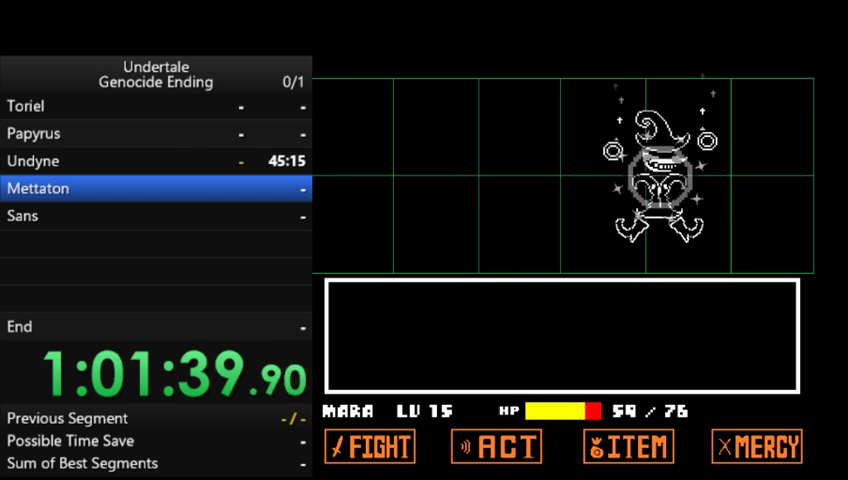 Undertale
Genocide Ending 0/1
Toriel - -
Papyrus - -
Undyne - 45:15
Mettaton -
Sans -
End -
1:01:39.90
Previous Segment -/-
Possible Time Save -
Sum of Best Segments -
MARA LV 15 HP 59 / 76
FIGHT ACT ITEM MERCY